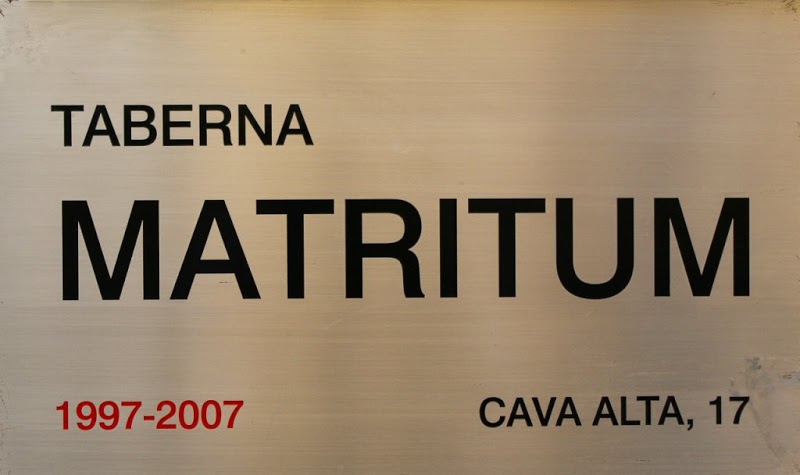 TABERNA
MATRITUM
1997-2007
CAVA ALTA, 17